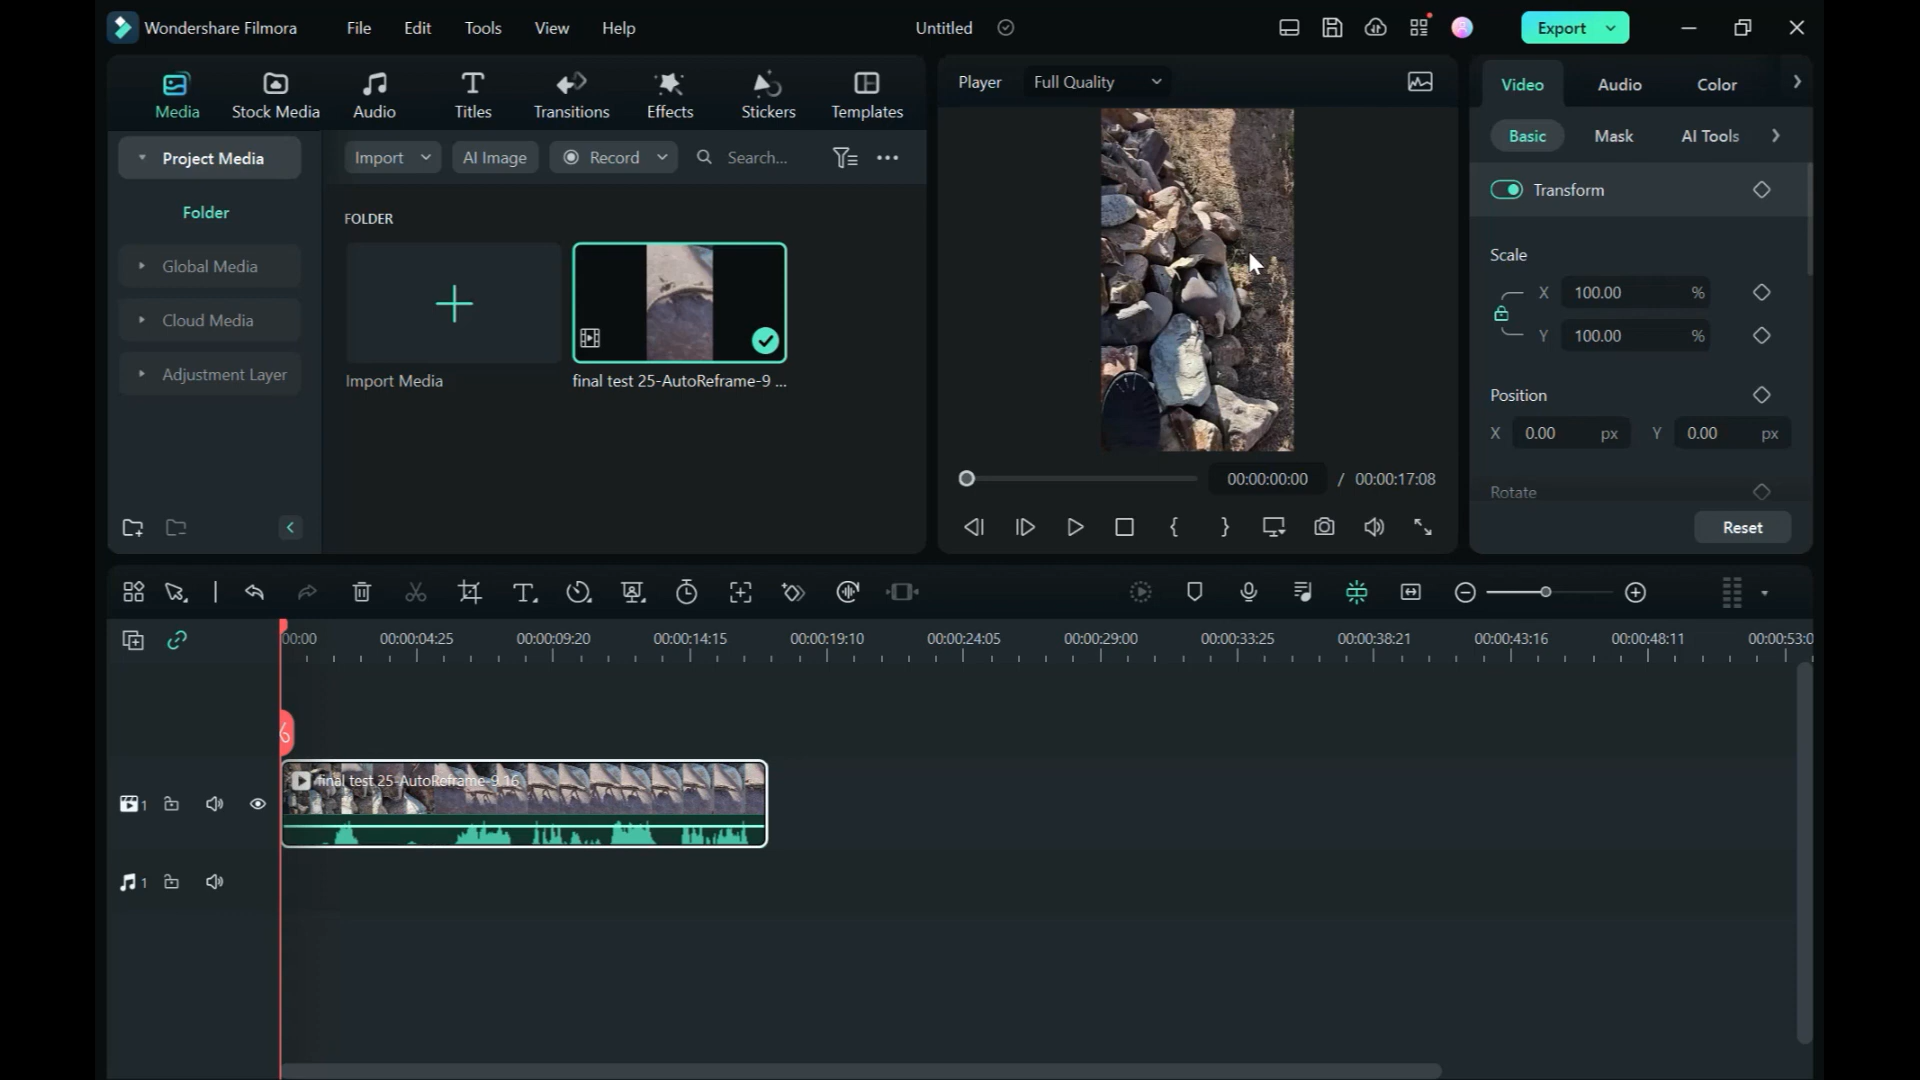 Wondershare Filmora File Edit Tools View Help Untitled Export
Media Stock Media Audio Titles Transitions Effects Stickers Templates
Player Full Quality
Video Audio Color
Project Media
Import AI Image Record Search...
Basic Mask AI Tools
Folder
Global Media
Cloud Media
Adjustment Layer
FOLDER
Import Media
final test 25-AutoReframe-9 ...
00:00:00:00 / 00:00:17:08
Transform
Scale
X 100.00 %
Y 100.00 %
Position
X 0.00 px Y 0.00 px
Rotate
Reset
00:00 00:00:04:25 00:00:09:20 00:00:14:15 00:00:19:10 00:00:24:05 00:00:29:00 00:00:33:25 00:00:38:21 00:00:43:16 00:00:48:11 00:00:53:0
final test 25-AutoReframe-9.16
1
1